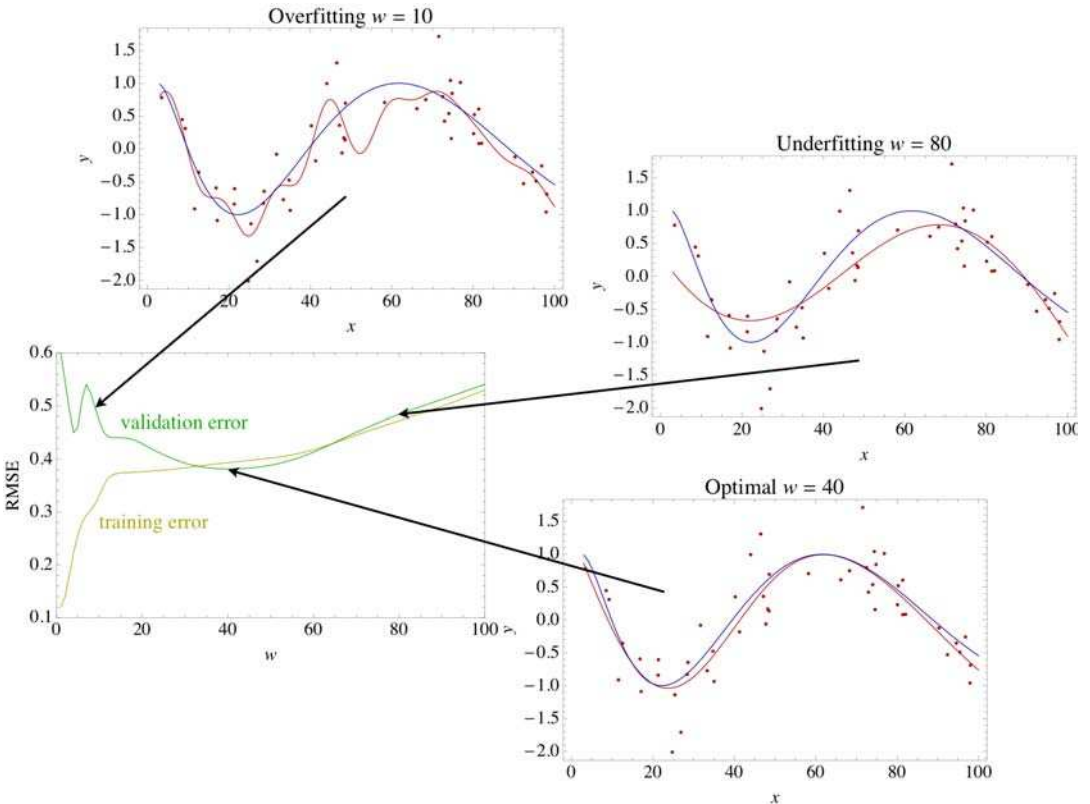 Overfitting w = 10
1.5
1.0
0.5
0.0
−0.5
−1.0
−1.5
−2.0
y
0 20 40 60 80 100
x
Underfitting w = 80
1.5
1.0
0.5
0.0
−0.5
−1.0
−1.5
−2.0
y
0 20 40 60 80 100
x
0.6
0.5
0.4
0.3
0.2
0.1
RMSE
validation error
training error
0 20 40 60 80 100
w
Optimal w = 40
1.5
1.0
0.5
0.0
−0.5
−1.0
−1.5
−2.0
y
0 20 40 60 80 100
x